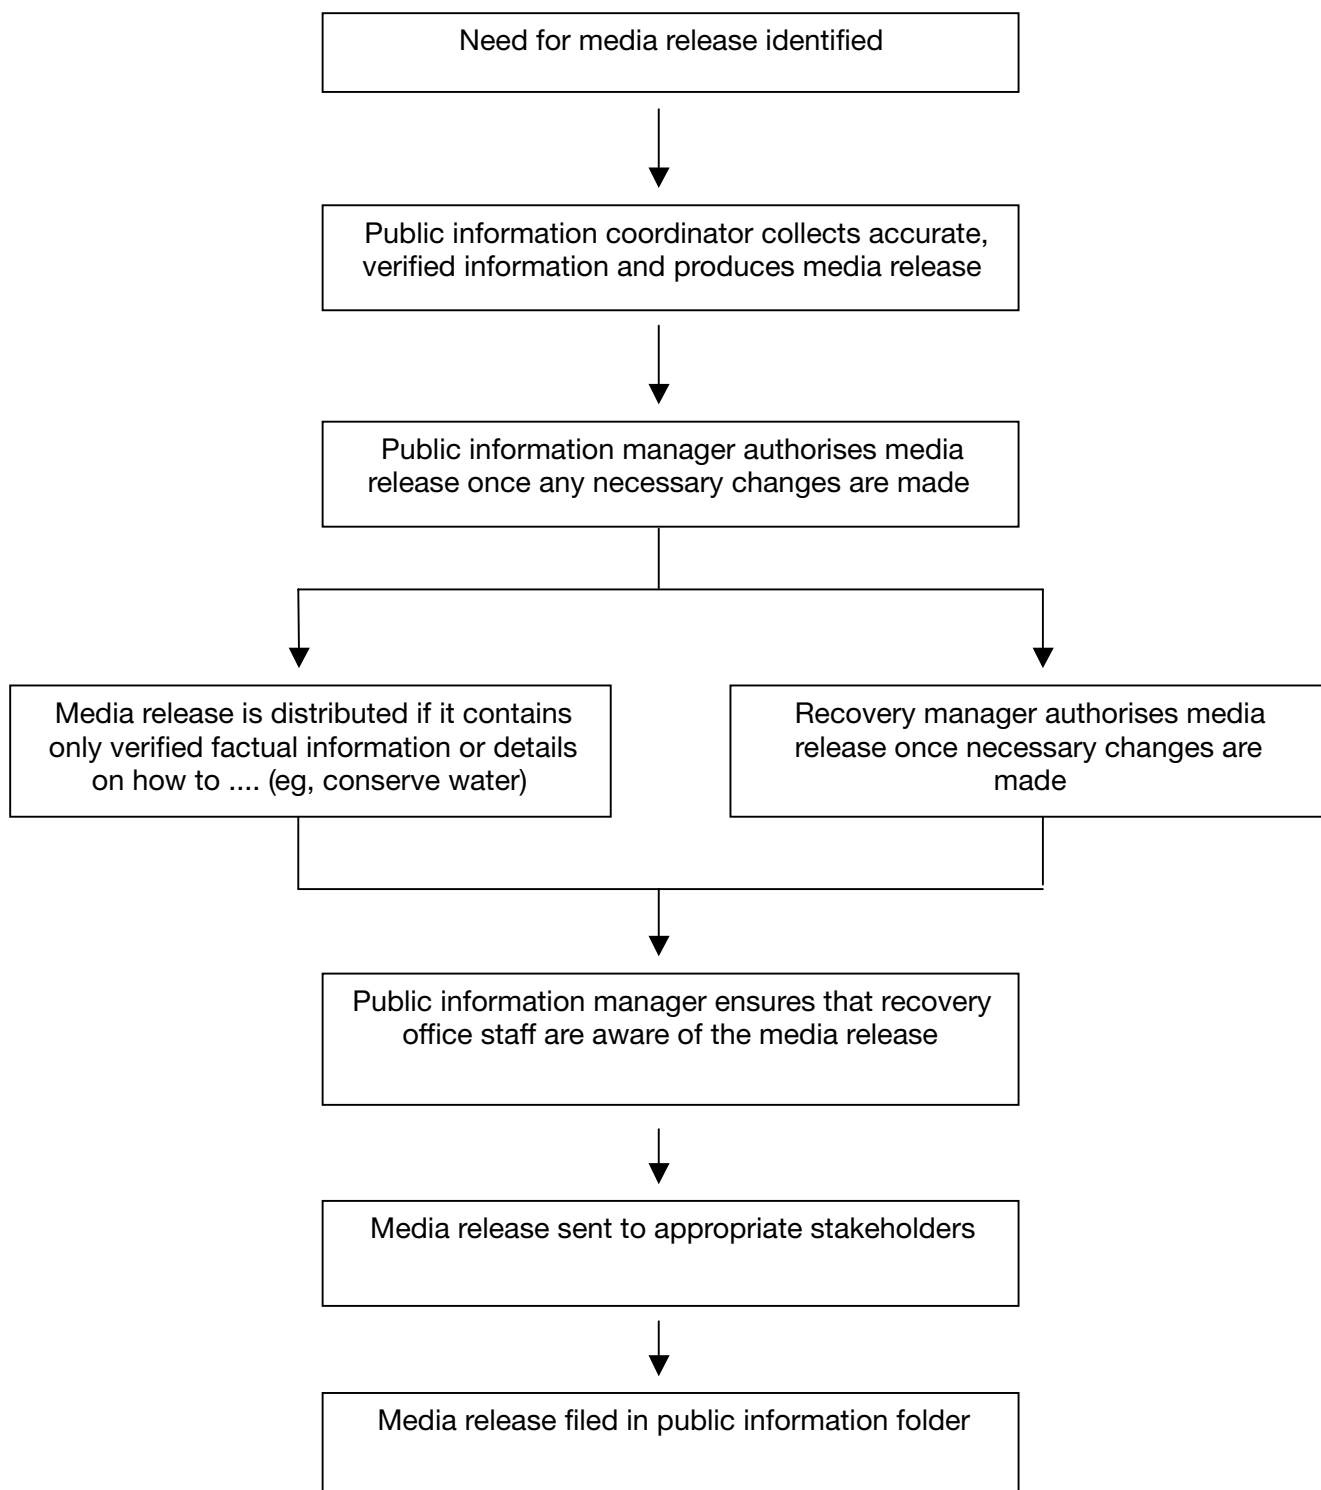 Need for media release identified
Public information coordinator collects accurate,
verified information and produces media release
Public information manager authorises media
release once any necessary changes are made
Media release is distributed if it contains
only verified factual information or details
on how to .... (eg, conserve water)
Recovery manager authorises media
release once necessary changes are
made
Public information manager ensures that recovery
office staff are aware of the media release
Media release sent to appropriate stakeholders
Media release filed in public information folder